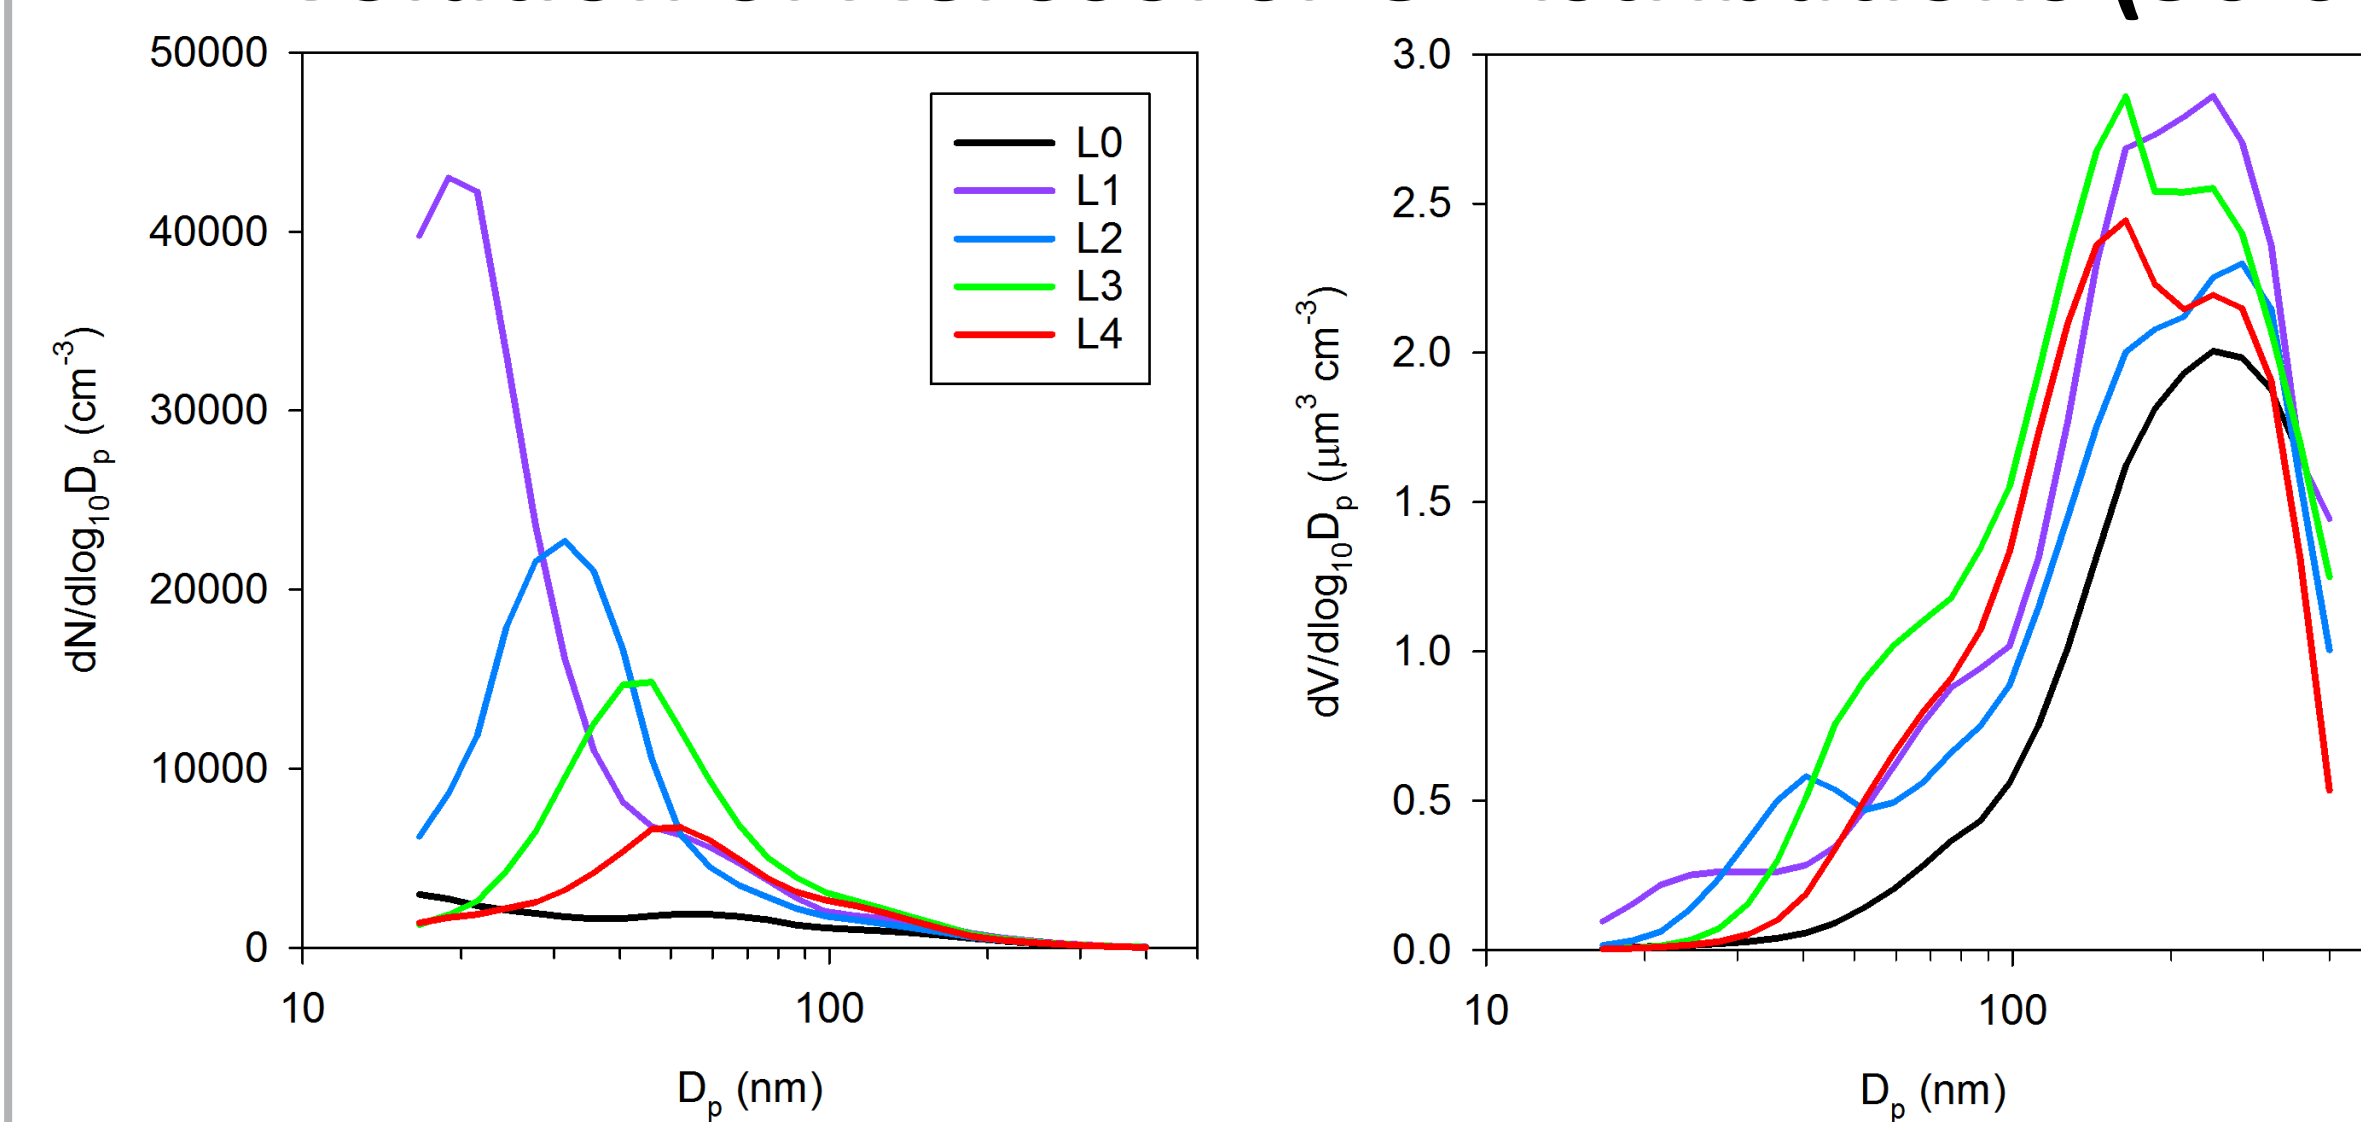 50000
40000
30000
20000
10000
0
dN/dlog₁₀Dₚ (cm⁻³)
L0
L1
L2
L3
L4
10 100
Dₚ (nm)
3.0
2.5
2.0
1.5
1.0
0.5
0.0
dV/dlog₁₀Dₚ (μm³ cm⁻³)
10 100
Dₚ (nm)